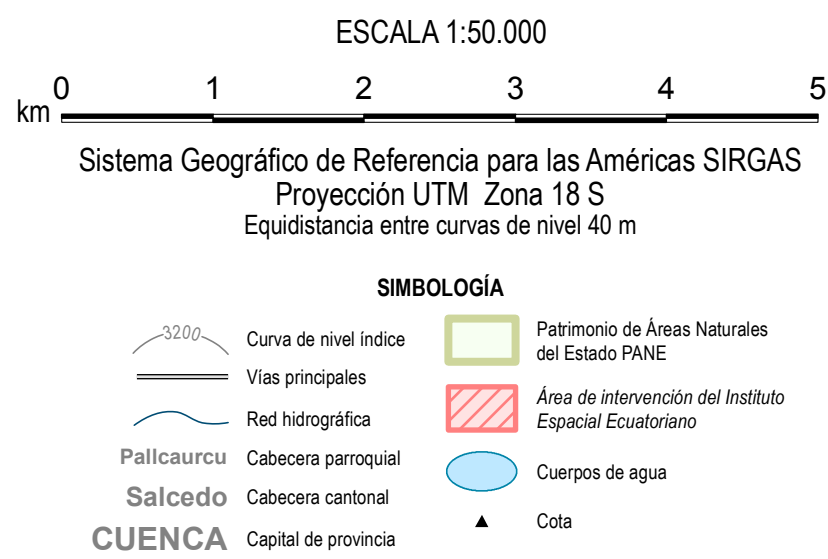 ESCALA 1:50.000
0 1 2 3 4 5
km
Sistema Geográfico de Referencia para las Américas SIRGAS
Proyección UTM Zona 18 S
Equidistancia entre curvas de nivel 40 m
SIMBOLOGÍA
3200
Curva de nivel índice
Vías principales
Red hidrográfica
Pallcaurcu Cabecera parroquial
Salcedo Cabecera cantonal
CUENCA Capital de provincia
Patrimonio de Áreas Naturales
del Estado PANE
Área de intervención del Instituto
Espacial Ecuatoriano
Cuerpos de agua
Cota